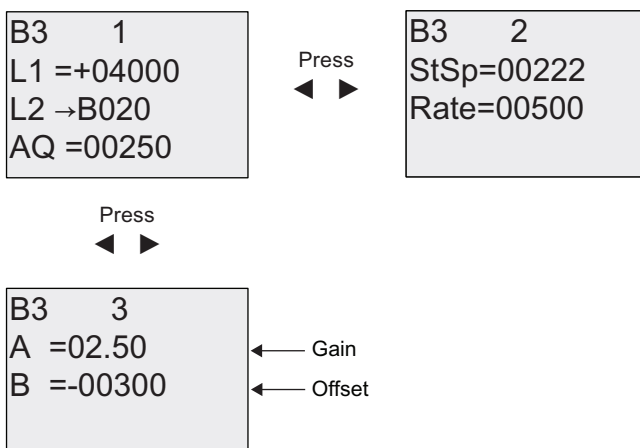 B3 1
L1 =+04000
L2 →B020
AQ =00250
Press
◄ ►
B3 2
StSp=00222
Rate=00500
Press
◄ ►
B3 3
A =02.50
B =-00300
Gain
Offset